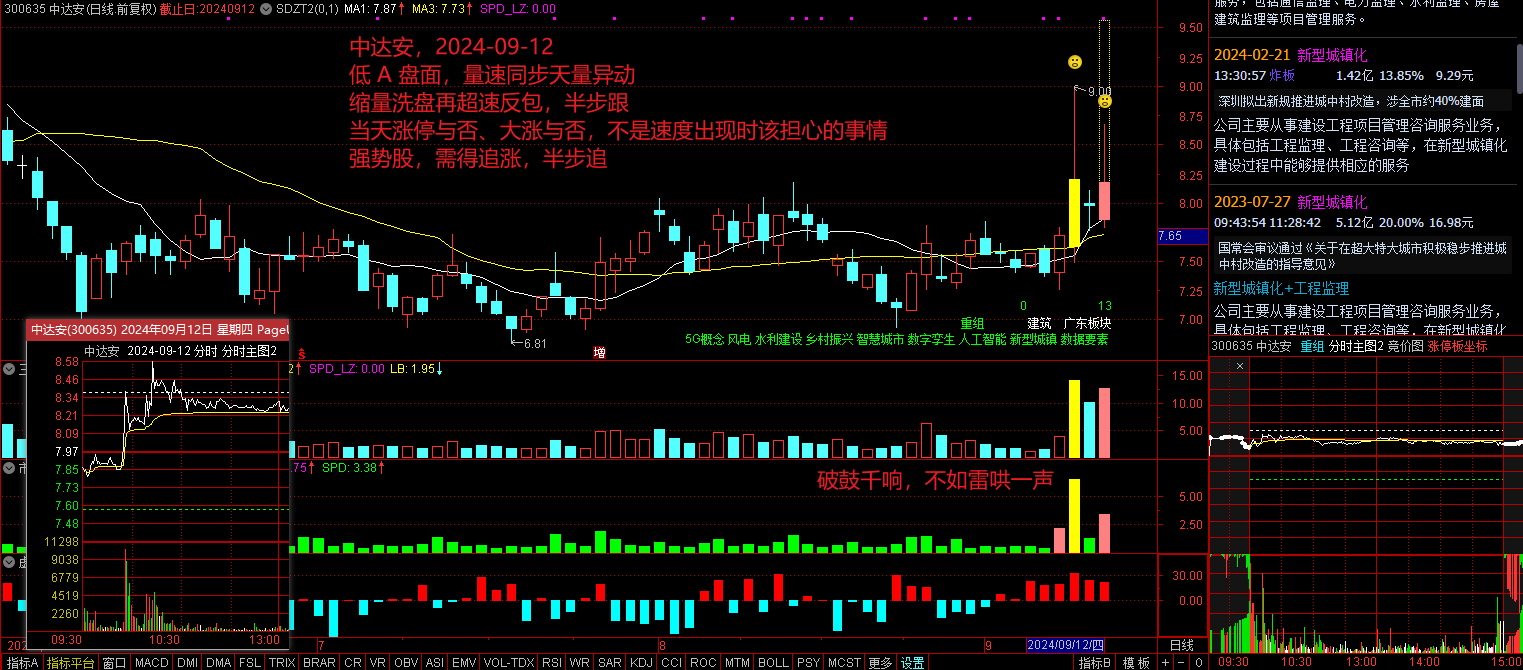 300635 中达安(日线.前复权) 截止日:20240912 SDZT2(0,1) MA1: 7.87↑ MA3: 7.73↑ SPD_LZ: 0.00
中达安，2024-09-12
低 A 盘面，量速同步天量异动
缩量洗盘再超速反包，半步跟
当天涨停与否、大涨与否，不是速度出现时该担心的事情
强势股，需得追涨，半步追
9.00
6.81
增
0
13
重组 建筑 广东板块
5G概念 风电 水利建设 乡村振兴 智慧城市 数字孪生 人工智能 新型城镇 数据要素
9.50
9.25
9.00
8.75
8.50
8.25
8.00
7.65
7.50
7.25
7.00
中达安(300635) 2024年09月12日 星期四 PageU
中达安 2024-09-12 分时 分时主图2
8.58
8.46
8.34
8.21
8.09
7.97
7.85
7.73
7.60
7.48
11298
9038
6779
4519
2260
09:30 10:30 13:00
SPD_LZ: 0.00 LB: 1.95↓
15.00
10.00
5.00
75↑ SPD: 3.38↑
破鼓千响，不如雷哄一声
5.00
2.50
30.00
0.00
202 7 8 9 2024/09/12/四 日线
指标A 指标平台 窗口 MACD DMI DMA FSL TRIX BRAR CR VR OBV ASI EMV VOL-TDX RSI WR SAR KDJ CCI ROC MTM BOLL PSY MCST 更多 设置 指标B 模板 + − O
服务，包括通信监理、电力监理、水利监理、房屋
建筑监理等项目管理服务。
2024-02-21 新型城镇化
13:30:57 炸板 1.42亿 13.85% 9.29元
深圳拟出新规推进城中村改造，涉全市约40%建面
公司主要从事建设工程项目管理咨询服务业务，
具体包括工程监理、工程咨询等，在新型城镇化
建设过程中能够提供相应的服务
2023-07-27 新型城镇化
09:43:54 11:28:42 5.12亿 20.00% 16.98元
国常会审议通过《关于在超大特大城市积极稳步推进城
中村改造的指导意见》
新型城镇化+工程监理
公司主要从事建设工程项目管理咨询服务业务，
具体包括工程监理、工程咨询等，在新型城镇化
300635 中达安 重组 分时主图2 竞价图 涨停板坐标
09:30 10:30 13:00 14:00 15:0